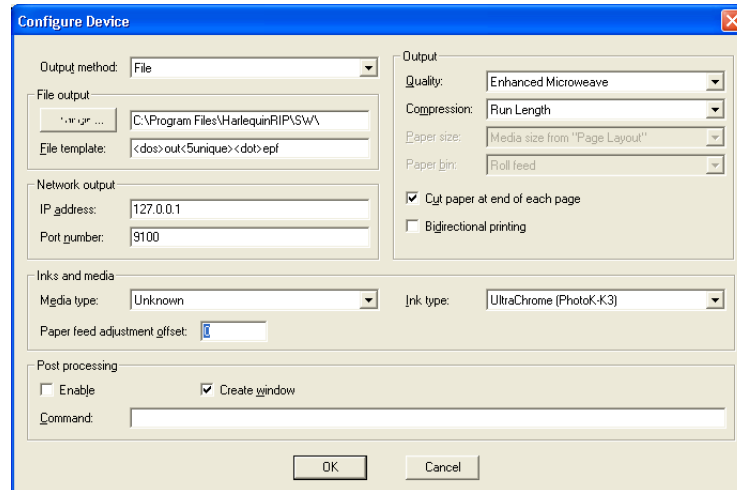 Configure Device
Output method:
File
File output
C:\Program Files\HarlequinRIP\SW\
File template:
<dos>out<5unique><dot>epf
Network output
IP address:
127.0.0.1
Port number:
9100
Output
Quality:
Enhanced Microweave
Compression:
Run Length
Paper size:
Media size from "Page Layout"
Paper bin:
Roll feed
Cut paper at end of each page
Bidirectional printing
Inks and media
Media type:
Unknown
Ink type:
UltraChrome (PhotoK-K3)
Paper feed adjustment offset:
0
Post processing
Enable
Create window
Command:
OK
Cancel